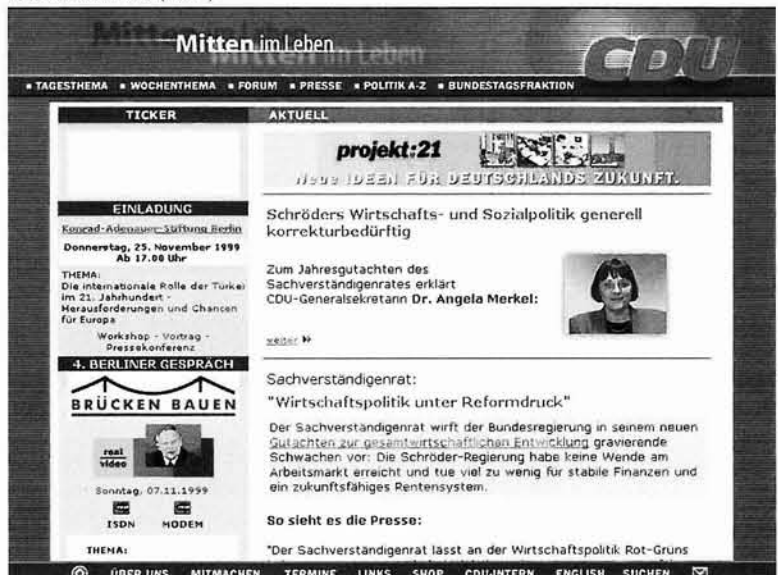 Mitten im Leben
CDU
TAGESTHEMA WOCHENTHEMA FORUM PRESSE POLITIK A-Z BUNDESTAGSFRAKTION
TICKER
EINLADUNG
Konrad-Adenauer-Stiftung Berlin
Donnerstag, 25. November 1999
Ab 17.00 Uhr
THEMA:
Die internationale Rolle der Türkei
im 21. Jahrhundert -
Herausforderungen und Chancen
für Europa
Workshop - Vortrag -
Pressekonferenz
4. BERLINER GESPRÄCH
BRÜCKEN BAUEN
real
video
Sonntag, 07.11.1999
ISDN MODEM
THEMA:
AKTUELL
projekt:21
Neue IDEEN FÜR DEUTSCHLANDS ZUKUNFT.
Schröders Wirtschafts- und Sozialpolitik generell
korrekturbedürftig
Zum Jahresgutachten des
Sachverständigenrates erklärt
CDU-Generalsekretärin Dr. Angela Merkel:
weiter
Sachverständigenrat:
"Wirtschaftspolitik unter Reformdruck"
Der Sachverständigenrat wirft der Bundesregierung in seinem neuen
Gutachten zur gesamtwirtschaftlichen Entwicklung gravierende
Schwächen vor: Die Schröder-Regierung habe keine Wende am
Arbeitsmarkt erreicht und tue viel zu wenig für stabile Finanzen und
ein zukunftsfähiges Rentensystem.
So sieht es die Presse:
"Der Sachverständigenrat lässt an der Wirtschaftspolitik Rot-Grüns
ÜBER UNS MITMACHEN TERMINE LINKS SHOP CDU-INTERN ENGLISH SUCHEN